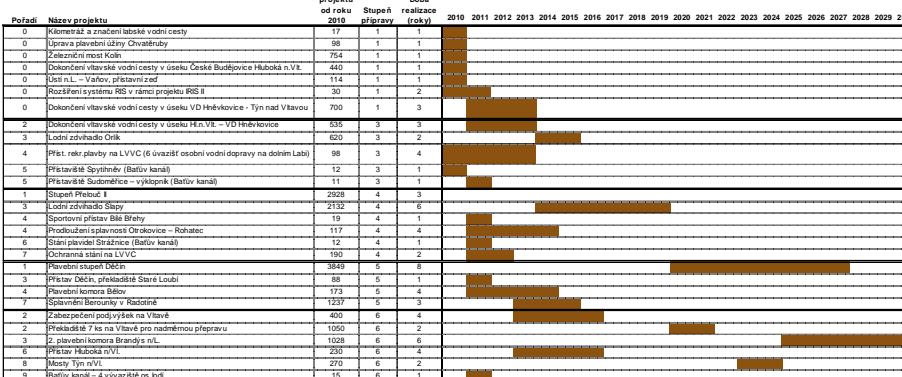 projektu Doba
od roku Stupeň realizace
Pořadí Název projektu 2010 přípravy (roky) 2010 2011 2012 2013 2014 2015 2016 2017 2018 2019 2020 2021 2022 2023 2024 2025 2026 2027 2028 2029
0 Kilometráž a značení labské vodní cesty 17 1 1
0 Úprava plavební úžiny Chvatěruby 98 1 1
0 Železniční most Kolín 754 1 1
0 Dokončení vltavské vodní cesty v úseku České Budějovice Hluboká n.Vlt. 440 1 1
0 Ústí n.L. – Vaňov, přístavní zeď 114 1 1
0 Rozšíření systému RIS v rámci projektu IRIS II 30 1 2
0 Dokončení vltavské vodní cesty v úseku VD Hněvkovice - Týn nad Vltavou 700 1 3
2 Dokončení vltavské vodní cesty v úseku Hl.n.Vlt. – VD Hněvkovice 535 3 3
3 Lodní zdvihadlo Orlík 620 3 2
4 Příst. rekr.plavby na LVVC (6 úvazišť osobní vodní dopravy na dolním Labi) 98 3 4
5 Přístaviště Spytihněv (Baťův kanál) 12 3 1
5 Přístaviště Sudoměřice – výklopník (Baťův kanál) 11 3 1
1 Stupeň Přelouč II 2928 4 3
3 Lodní zdvihadlo Slapy 2132 4 6
4 Sportovní přístav Bílé Břehy 19 4 1
4 Prodloužení splavnosti Otrokovice – Rohatec 117 4 4
6 Stání plavidel Strážnice (Baťův kanál) 12 4 1
7 Ochranná stání na LVVC 190 4 2
1 Plavební stupeň Děčín 3849 5 8
3 Přístav Děčín, překladiště Staré Loubí 88 5 1
4 Plavební komora Bělov 173 5 4
7 Splavnění Berounky v Radotíně 1237 5 3
2 Zabezpečení podj.výšek na Vltavě 400 6 4
2 Překladiště 7 ks na Vltavě pro nadměrnou přepravu 1050 6 2
3 2. plavební komora Brandýs n/L. 1028 6 6
6 Přístav Hluboká n/Vl. 230 6 4
8 Mosty Týn n/Vl. 270 6 2
9 Baťův kanál – 4 vývaziště os.lodí 15 6 1